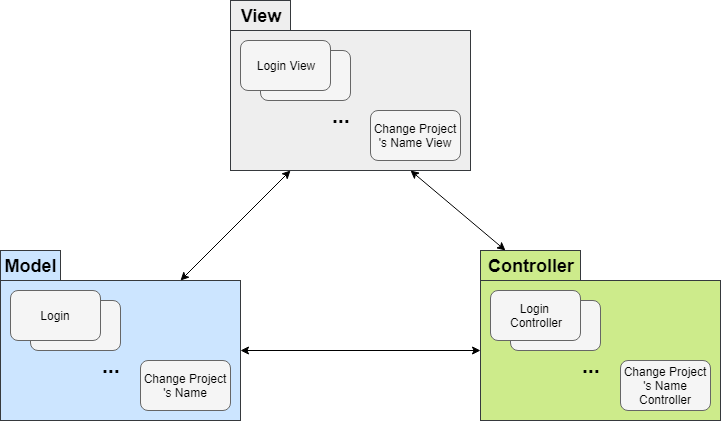 View
Login View
...
Change Project
's Name View
Model
Login
...
Change Project
's Name
Controller
Login
Controller
...
Change Project
's Name
Controller